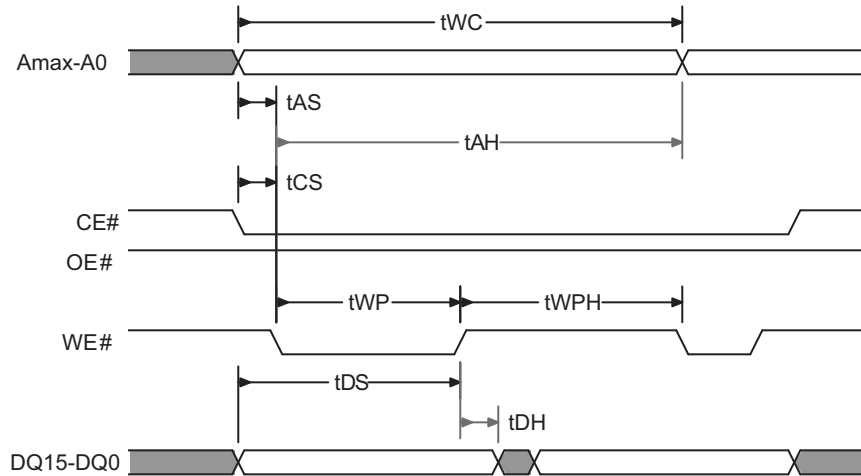 tWC
Amax-A0
tAS
tAH
tCS
CE#
OE#
tWP tWPH
WE#
tDS
tDH
DQ15-DQ0